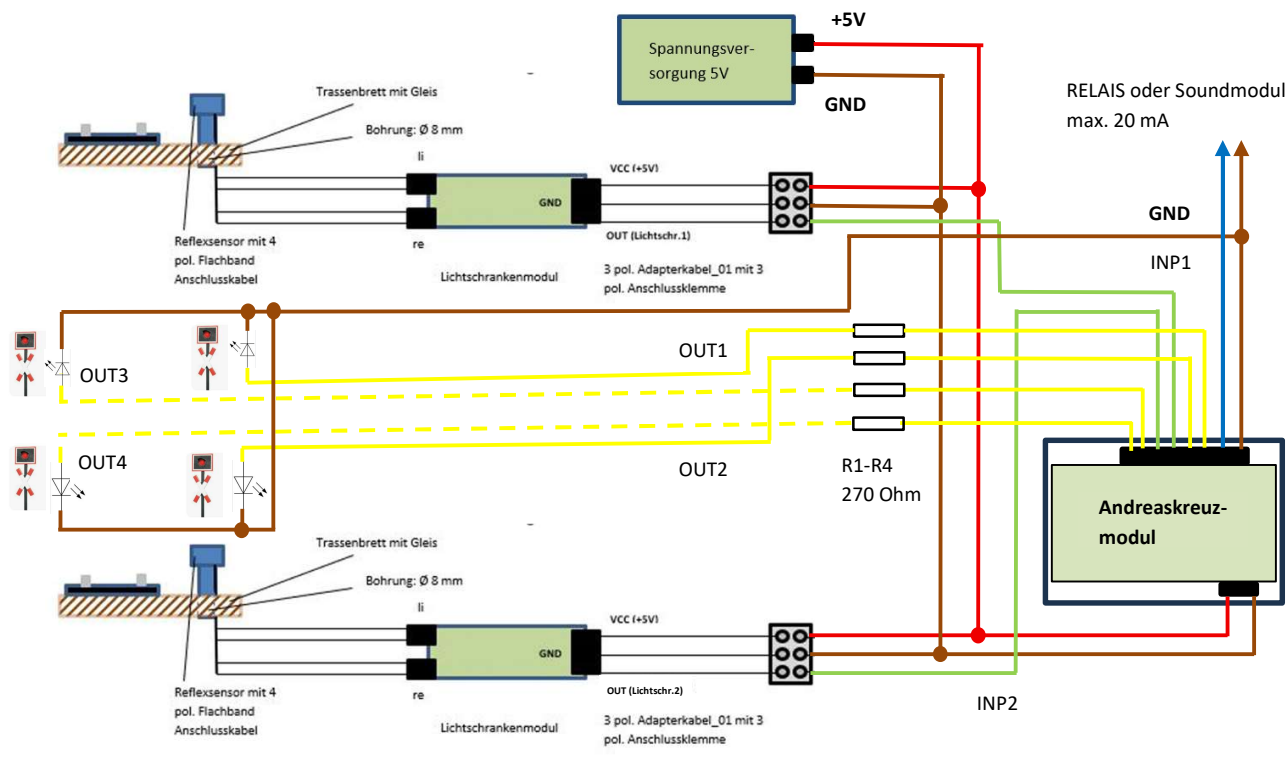 +5V
Spannungsver-
sorgung 5V
GND
RELAIS oder Soundmodul
max. 20 mA
Trassenbrett mit Gleis
Bohrung: Ø 8 mm
li
VCC (+5V)
GND
GND
OUT (Lichtschr.1)
re
Reflexsensor mit 4
pol. Flachband
Anschlusskabel
Lichtschrankenmodul
3 pol. Adapterkabel_01 mit 3
pol. Anschlussklemme
INP1
OUT1
OUT3
OUT4
OUT2
R1-R4
270 Ohm
Andreaskreuz-
modul
Trassenbrett mit Gleis
Bohrung: Ø 8 mm
li
VCC (+5V)
GND
OUT (Lichtschr.2)
re
Reflexsensor mit 4
pol. Flachband
Anschlusskabel
Lichtschrankenmodul
3 pol. Adapterkabel_01 mit 3
pol. Anschlussklemme
INP2